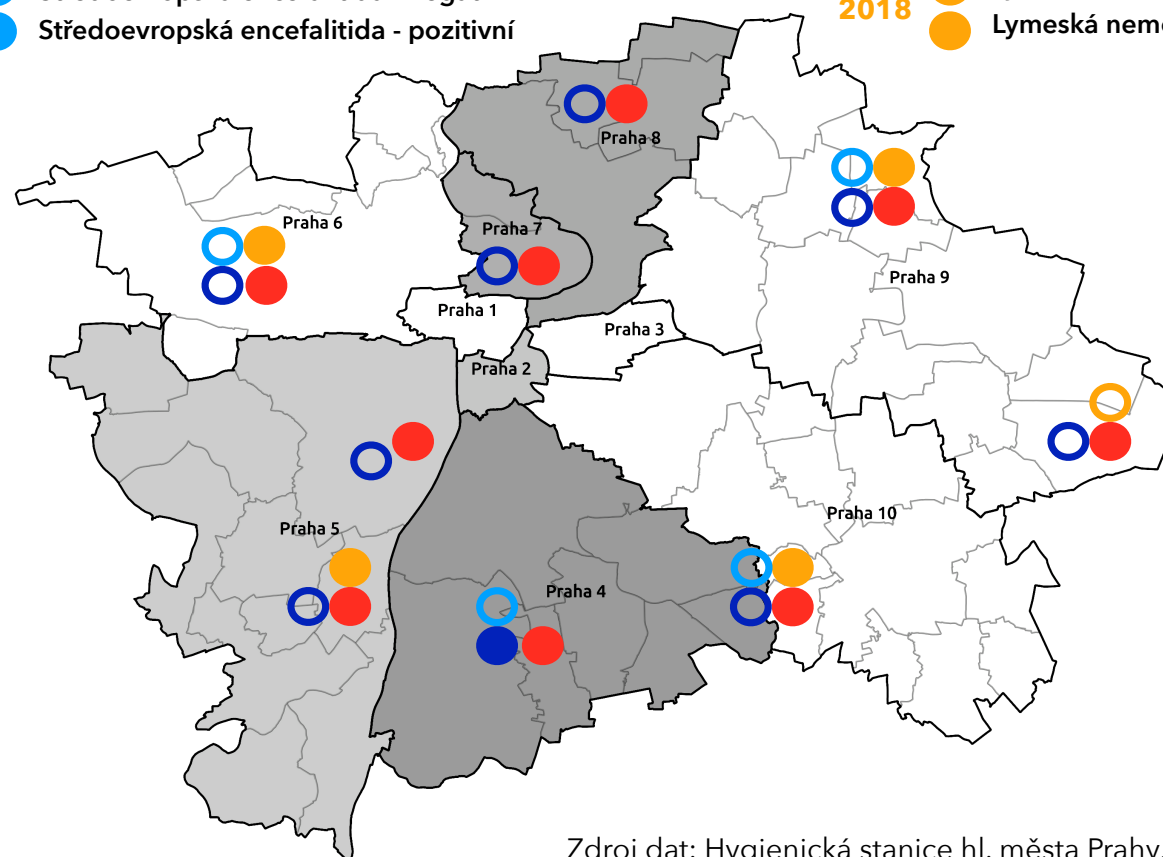 Středoevropská encefalitida - pozitivní
2018
Lymeská
Praha 8
Praha 6
Praha 7
Praha 9
Praha 1
Praha 3
Praha 2
Praha 10
Praha 5
Praha 4
Zdroj dat: Hygienická stanice hl. města Prahy,